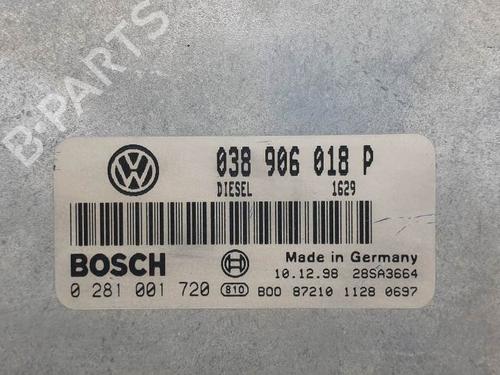 B-PARTS
038 906 018 P
DIESEL 1629
BOSCH
Made in Germany
10.12.98 28SA3664
0 281 001 720 810 B00 87210 1128 0697